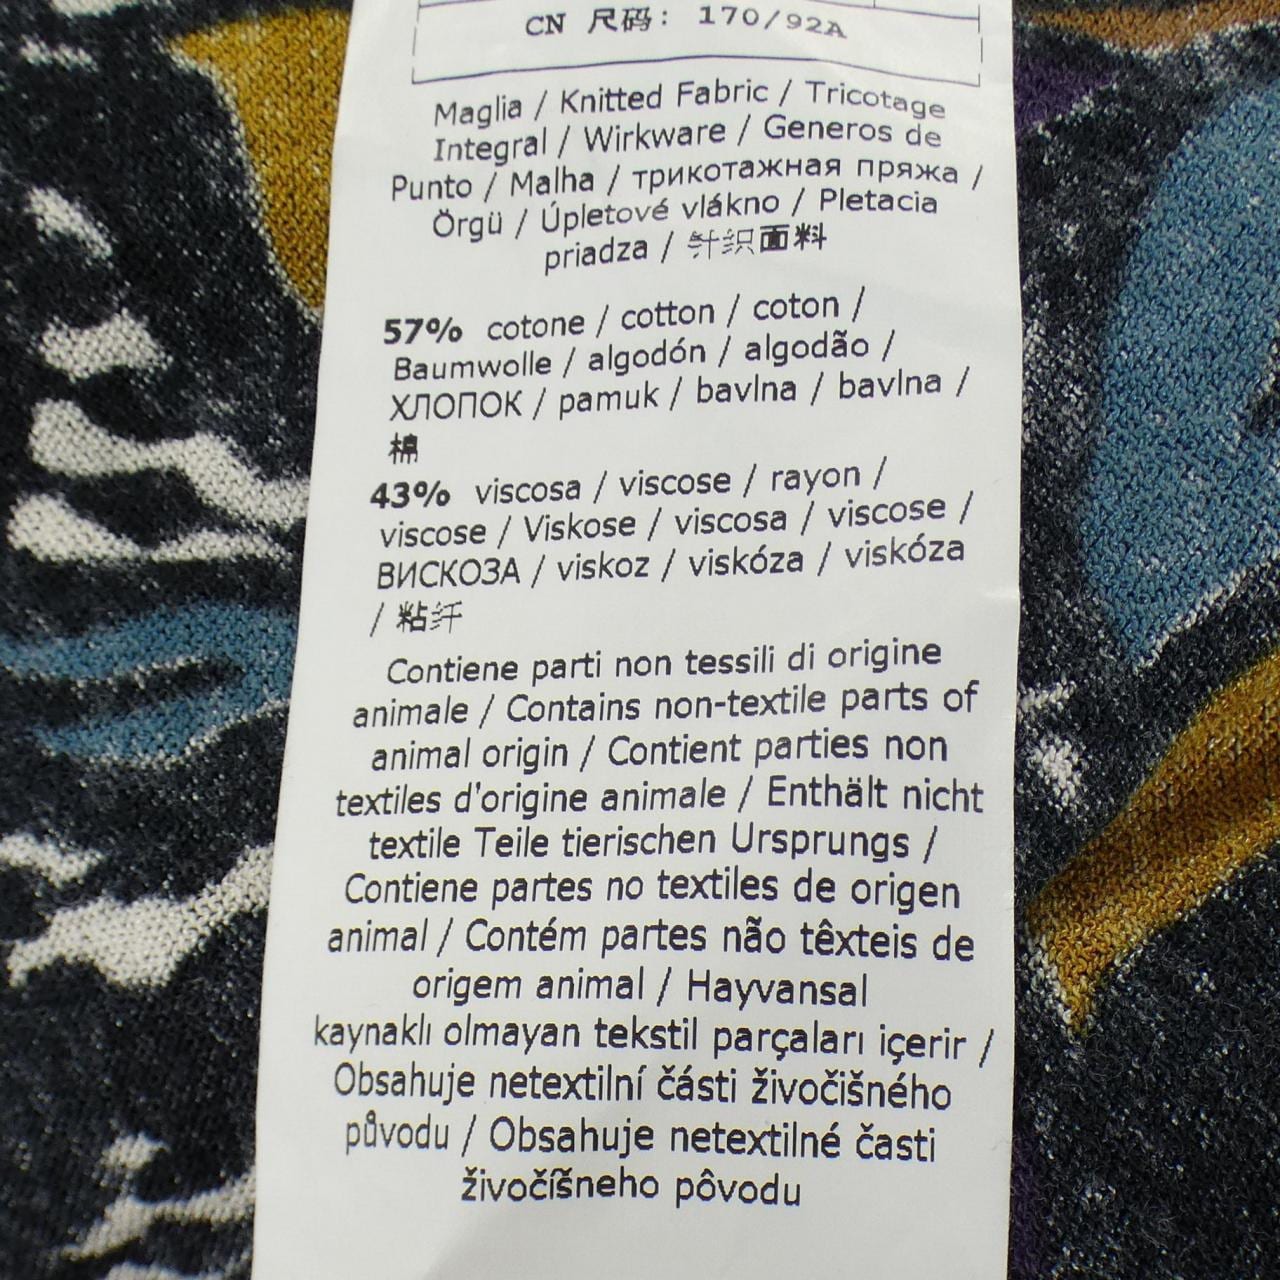 CN 尺码: 170/92A
Maglia / Knitted Fabric / Tricotage
Integral / Wirkware / Generos de
Punto / Malha / трикотажная пряжа /
Örgü / Úpletové vlákno / Pletacia
priadza / 针织面料
57% cotone / cotton / coton /
Baumwolle / algodón / algodão /
ХЛОПОК / pamuk / bavlna / bavlna /
棉
43% viscosa / viscose / rayon /
viscose / Viskose / viscosa / viscose /
ВИСКОЗА / viskoz / viskóza / viskóza
/ 粘纤
Contiene parti non tessili di origine
animale / Contains non-textile parts of
animal origin / Contient parties non
textiles d'origine animale / Enthält nicht
textile Teile tierischen Ursprungs /
Contiene partes no textiles de origen
animal / Contém partes não têxteis de
origem animal / Hayvansal
kaynaklı olmayan tekstil parçaları içerir /
Obsahuje netextilní části živočišného
původu / Obsahuje netextilné časti
živočíšneho pôvodu